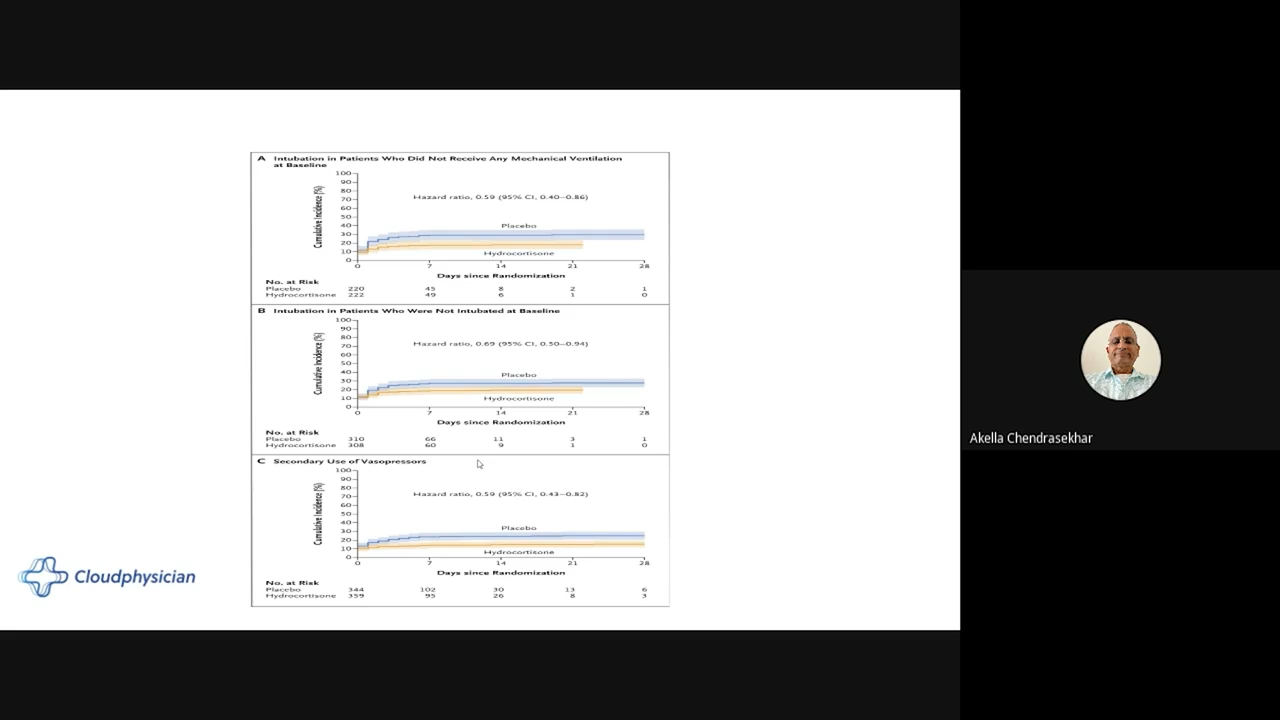 A Intubation in Patients Who Did Not Receive Any Mechanical Ventilation
at Baseline
100
90
80
70
60
50
40
30
20
10
0
Cumulative Incidence (%)
Hazard ratio, 0.59 (95% CI, 0.40–0.86)
Placebo
Hydrocortisone
0 7 14 21 28
Days since Randomization
No. at Risk
Placebo 220 45 8 2 1
Hydrocortisone 222 49 6 1 0
B Intubation in Patients Who Were Not Intubated at Baseline
100
90
80
70
60
50
40
30
20
10
0
Cumulative Incidence (%)
Hazard ratio, 0.69 (95% CI, 0.50–0.94)
Placebo
Hydrocortisone
0 7 14 21 28
Days since Randomization
No. at Risk
Placebo 310 66 11 3 1
Hydrocortisone 308 60 9 1 0
C Secondary Use of Vasopressors
100
90
80
70
60
50
40
30
20
10
0
Cumulative Incidence (%)
Hazard ratio, 0.59 (95% CI, 0.43–0.82)
Placebo
Hydrocortisone
0 7 14 21 28
Days since Randomization
No. at Risk
Placebo 344 102 30 13 6
Hydrocortisone 359 95 26 8 3
Cloudphysician
Akella Chendrasekhar